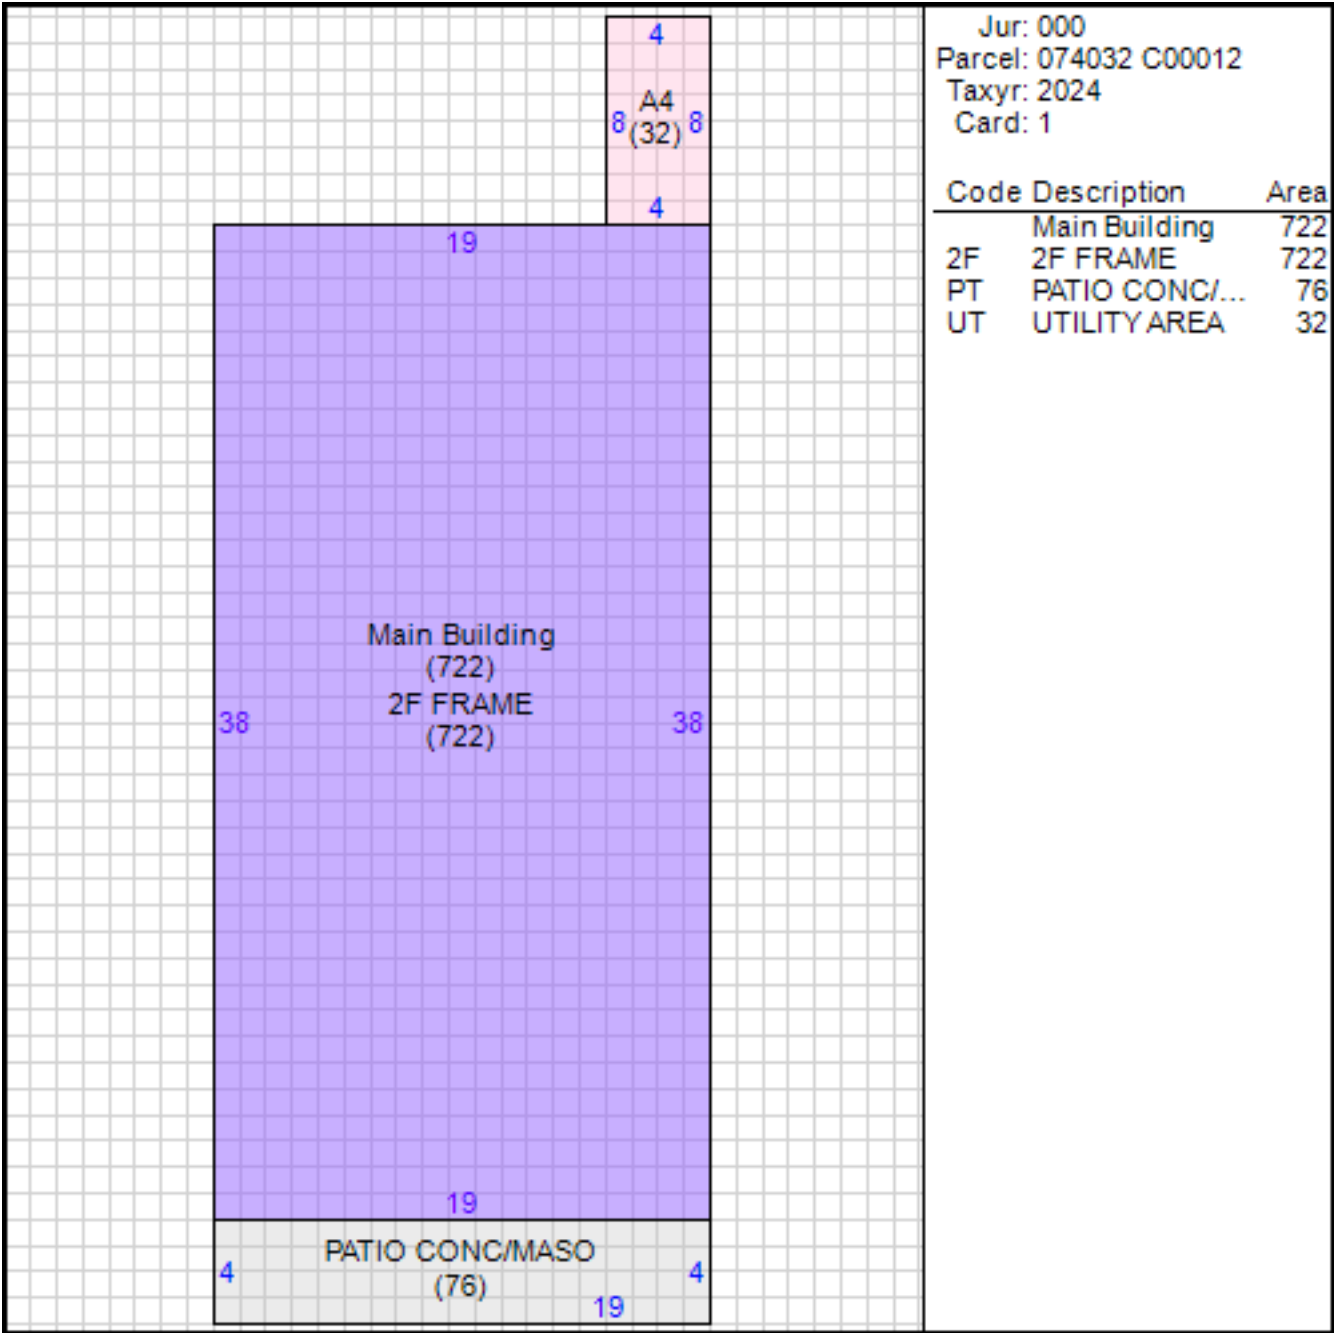 4
A4
8 (32) 8
4
19
Main Building
(722)
2F FRAME
(722)
38 38
19
PATIO CONC/MASO
4 (76) 4
19
Jur: 000
Parcel: 074032 C00012
Taxyr: 2024
Card: 1
Code Description Area
Main Building 722
2F 2F FRAME 722
PT PATIO CONC/... 76
UT UTILITY AREA 32